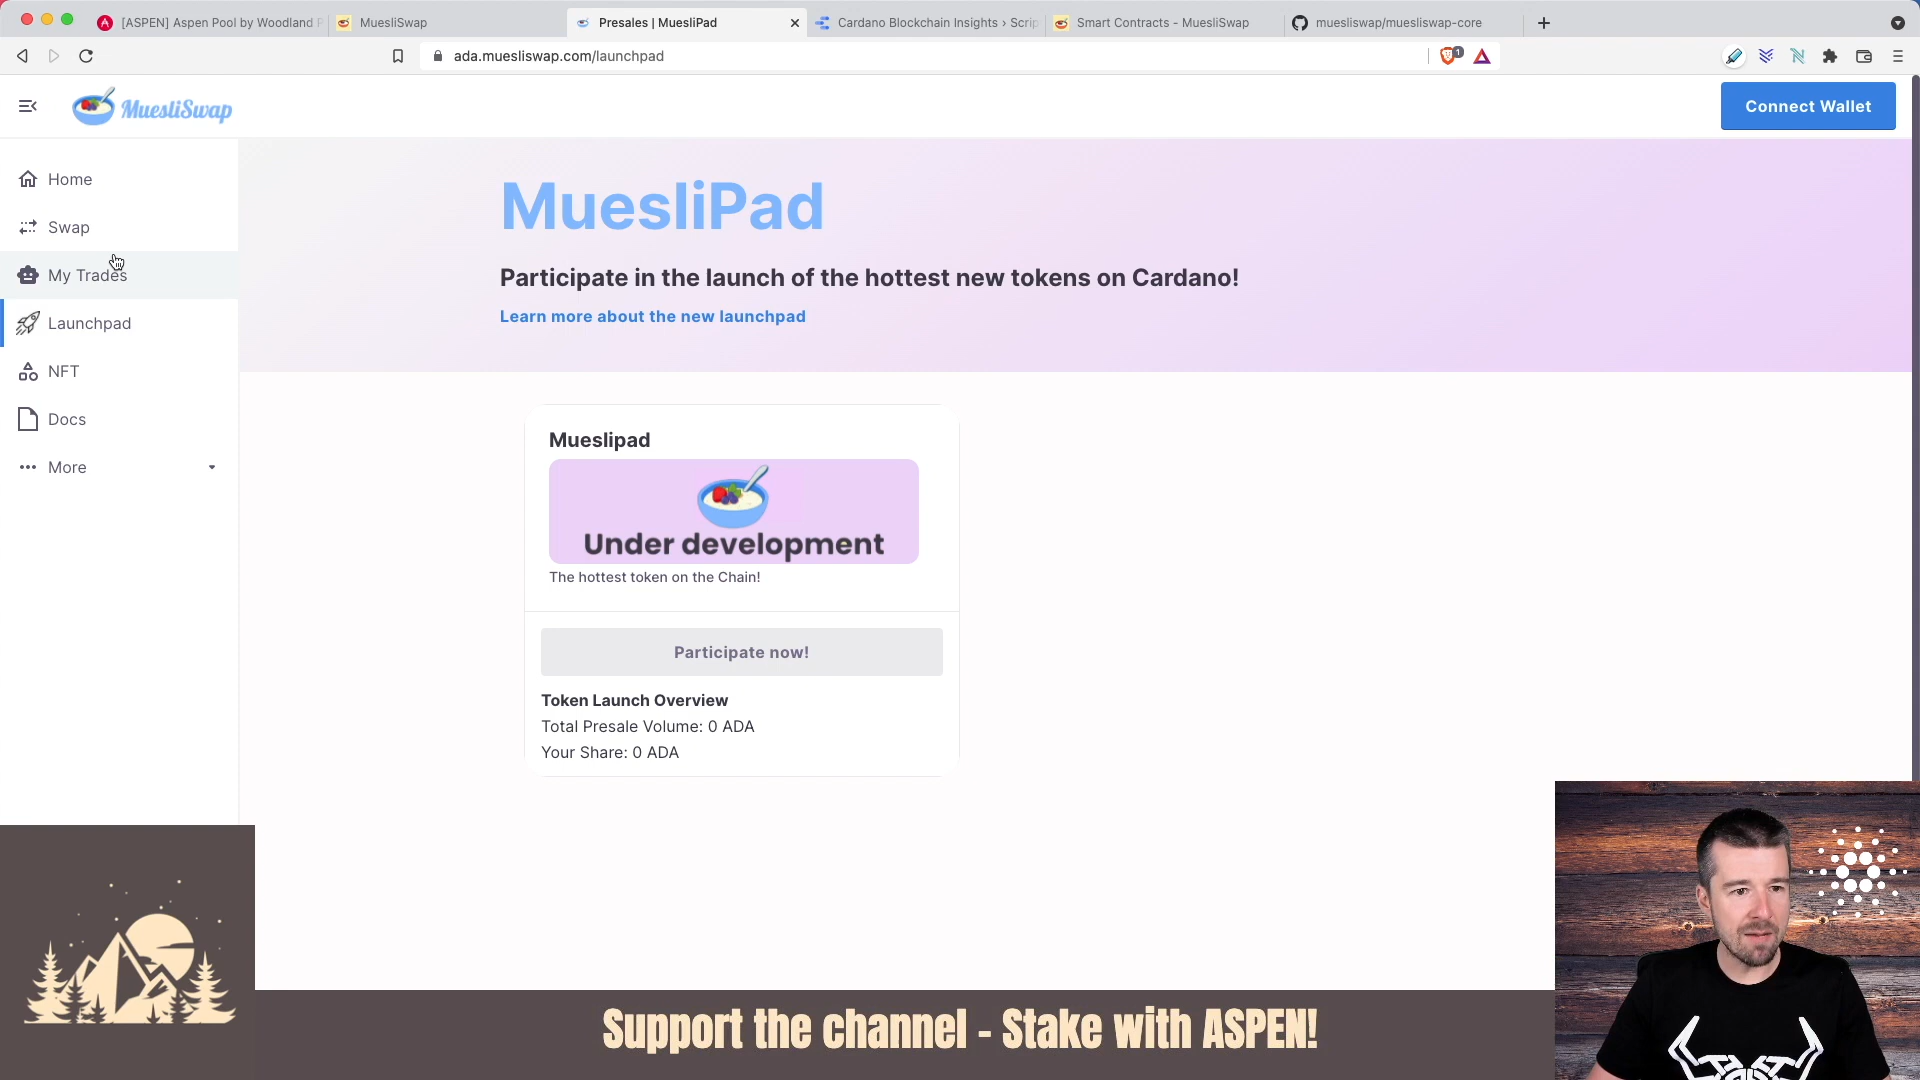 [ASPEN] Aspen Pool by Woodland P
MuesliSwap
Presales | MuesliPad
Cardano Blockchain Insights › Scrip
Smart Contracts - MuesliSwap
muesliswap/muesliswap-core
ada.muesliswap.com/launchpad
1
MuesliSwap
Connect Wallet
Home
Swap
My Trades
Launchpad
NFT
Docs
More
MuesliPad
Participate in the launch of the hottest new tokens on Cardano!
Learn more about the new launchpad
Mueslipad
Under development
The hottest token on the Chain!
Participate now!
Token Launch Overview
Total Presale Volume: 0 ADA
Your Share: 0 ADA
Support the channel - Stake with ASPEN!